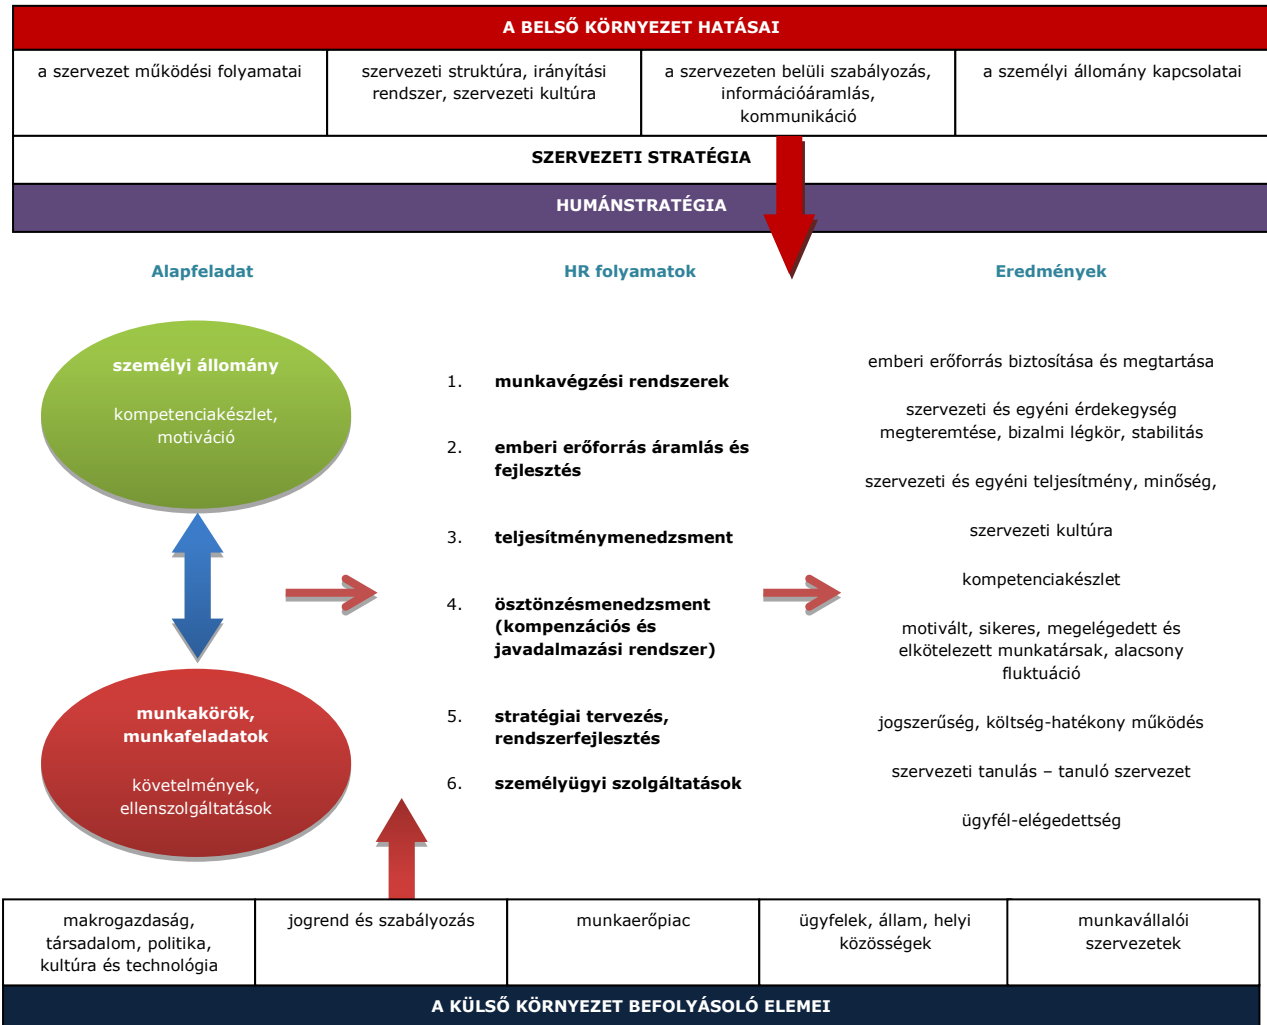 A BELSŐ KÖRNYEZET HATÁSAI
a szervezet működési folyamatai
szervezeti struktúra, irányítási
rendszer, szervezeti kultúra
a szervezeten belüli szabályozás,
információáramlás,
kommunikáció
a személyi állomány kapcsolatai
SZERVEZETI STRATÉGIA
HUMÁNSTRATÉGIA
Alapfeladat
személyi állomány
kompetenciakészlet,
motiváció
munkakörök,
munkafeladatok
követelmények,
ellenszolgáltatások
HR folyamatok
1. munkavégzési rendszerek
2. emberi erőforrás áramlás és
fejlesztés
3. teljesítménymenedzsment
4. ösztönzésmenedzsment
(kompenzációs és
javadalmazási rendszer)
5. stratégiai tervezés,
rendszerfejlesztés
6. személyügyi szolgáltatások
Eredmények
emberi erőforrás biztosítása és megtartása
szervezeti és egyéni érdekegység
megteremtése, bizalmi légkör, stabilitás
szervezeti és egyéni teljesítmény, minőség,
szervezeti kultúra
kompetenciakészlet
motivált, sikeres, megelégedett és
elkötelezett munkatársak, alacsony
fluktuáció
jogszerűség, költség-hatékony működés
szervezeti tanulás – tanuló szervezet
ügyfél-elégedettség
makrogazdaság,
társadalom, politika,
kultúra és technológia
jogrend és szabályozás
munkaerőpiac
ügyfelek, állam, helyi
közösségek
munkavállalói
szervezetek
A KÜLSŐ KÖRNYEZET BEFOLYÁSOLÓ ELEMEI